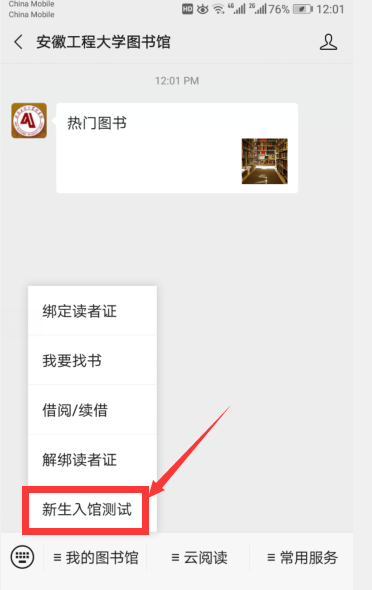 China Mobile
China Mobile
HD 4G 2G 76% 12:01
安徽工程大学图书馆
12:01 PM
热门图书
绑定读者证
我要找书
借阅/续借
解绑读者证
新生入馆测试
≡ 我的图书馆 ≡ 云阅读 ≡ 常用服务